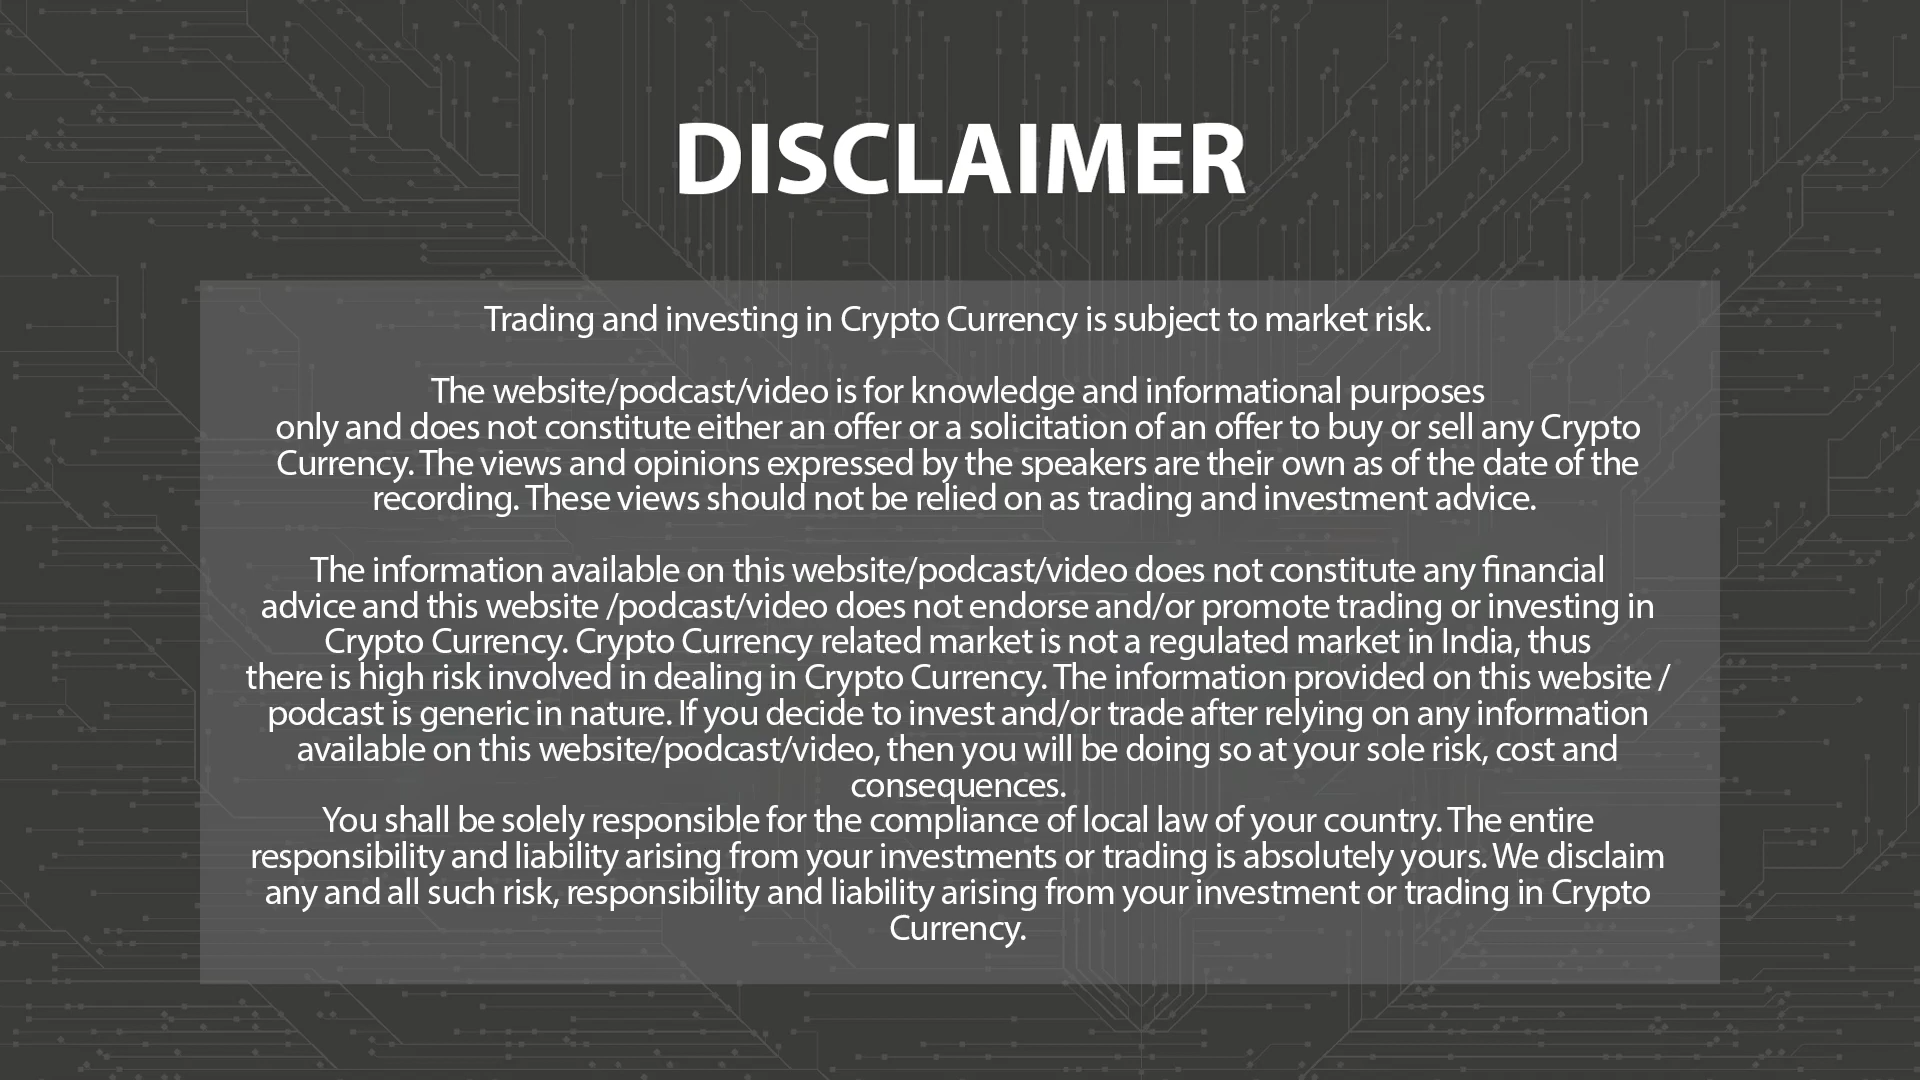 DISCLAIMER
Trading and investing in Crypto Currency is subject to market risk.
The website/podcast/video is for knowledge and informational purposes
only and does not constitute either an offer or a solicitation of an offer to buy or sell any Crypto
Currency. The views and opinions expressed by the speakers are their own as of the date of the
recording. These views should not be relied on as trading and investment advice.
The information available on this website/podcast/video does not constitute any financial
advice and this website /podcast/video does not endorse and/or promote trading or investing in
Crypto Currency. Crypto Currency related market is not a regulated market in India, thus
there is high risk involved in dealing in Crypto Currency. The information provided on this website /
podcast is generic in nature. If you decide to invest and/or trade after relying on any information
available on this website/podcast/video, then you will be doing so at your sole risk, cost and
consequences.
You shall be solely responsible for the compliance of local law of your country. The entire
responsibility and liability arising from your investments or trading is absolutely yours. We disclaim
any and all such risk, responsibility and liability arising from your investment or trading in Crypto
Currency.